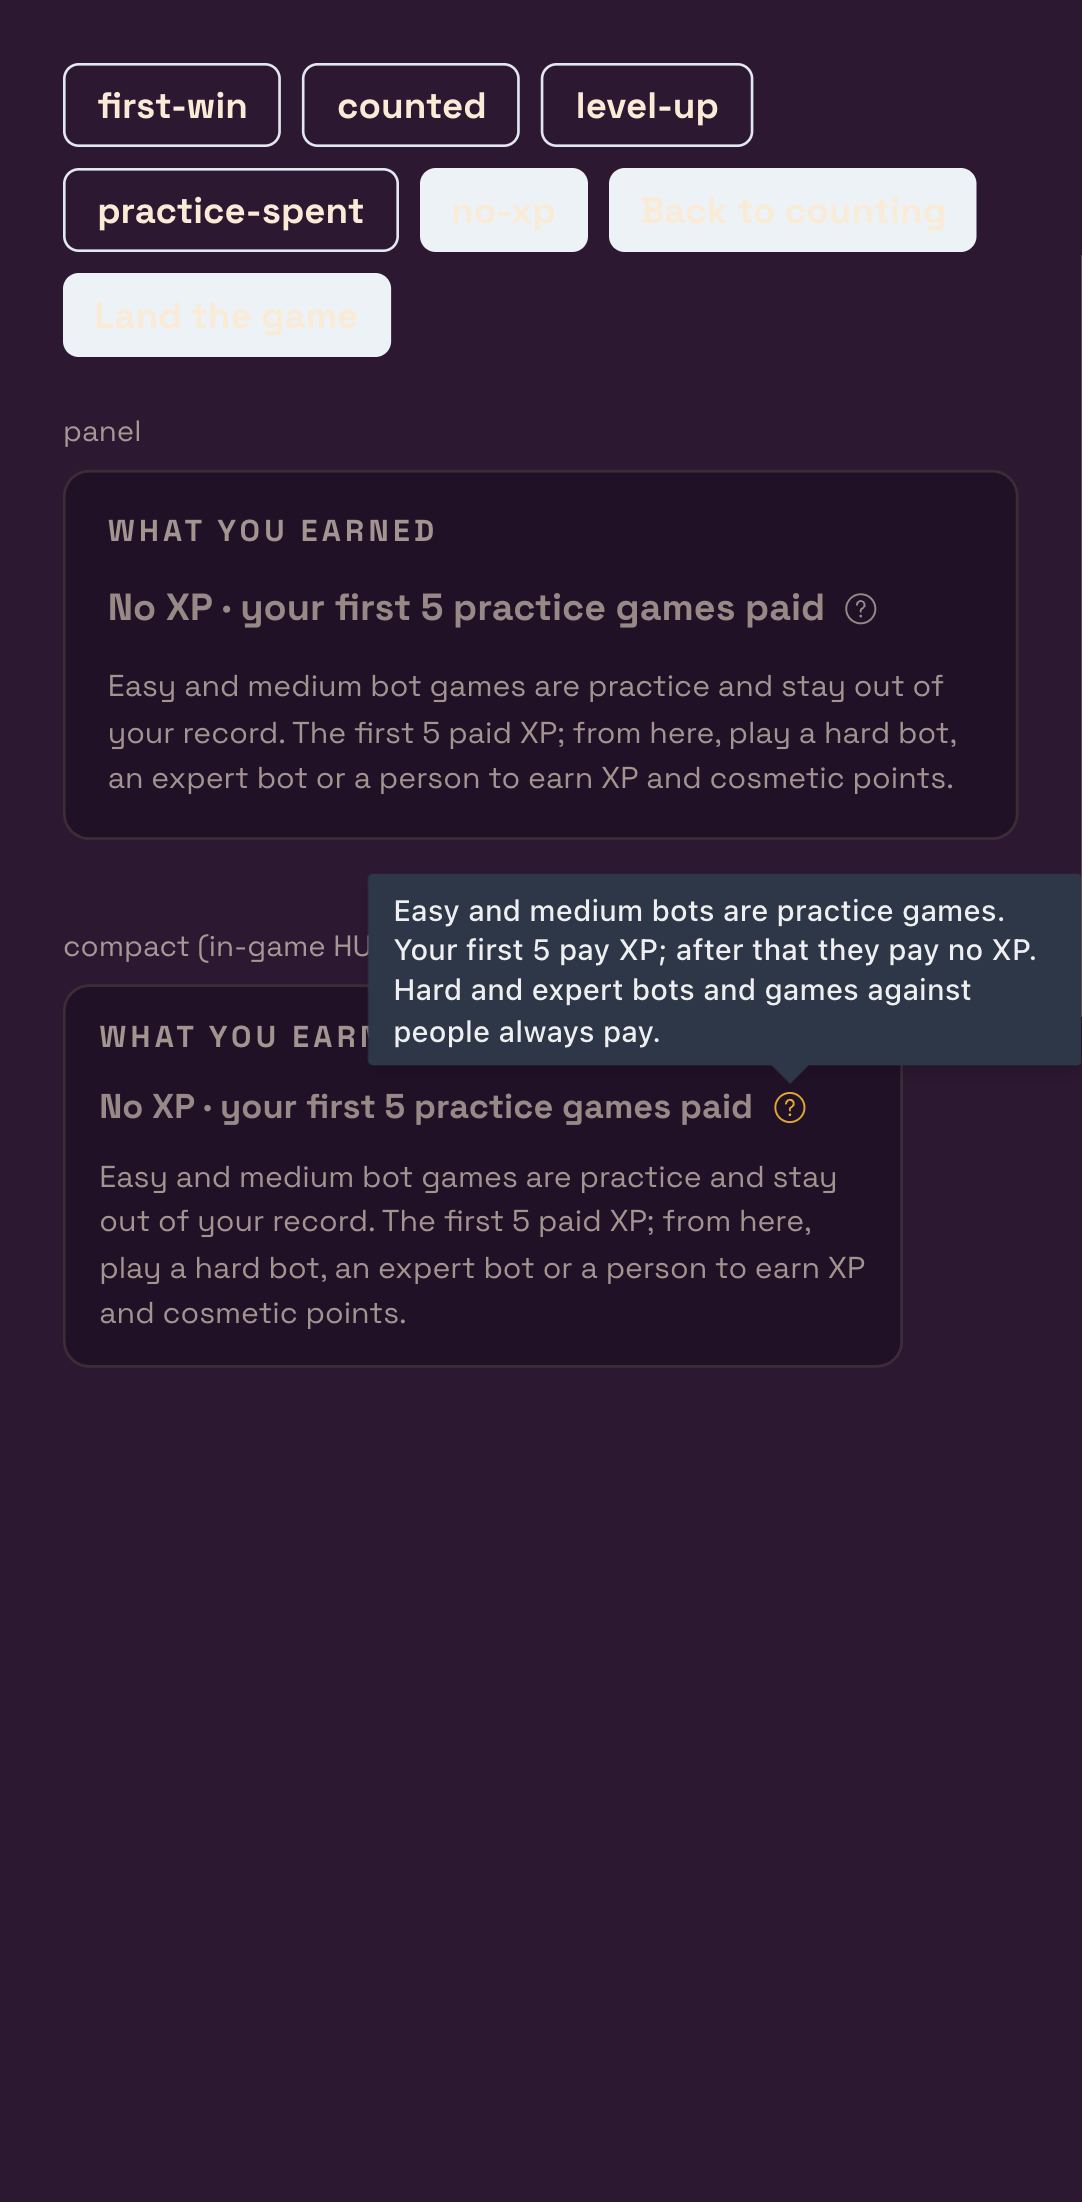 first-win counted level-up
practice-spent no-xp Back to counting
Land the game
panel
WHAT YOU EARNED
No XP · your first 5 practice games paid ?
Easy and medium bot games are practice and stay out of
your record. The first 5 paid XP; from here, play a hard bot,
an expert bot or a person to earn XP and cosmetic points.
Easy and medium bots are practice games.
Your first 5 pay XP; after that they pay no XP.
Hard and expert bots and games against
people always pay.
compact (in-game HU
WHAT YOU EARN
No XP · your first 5 practice games paid ?
Easy and medium bot games are practice and stay
out of your record. The first 5 paid XP; from here,
play a hard bot, an expert bot or a person to earn XP
and cosmetic points.